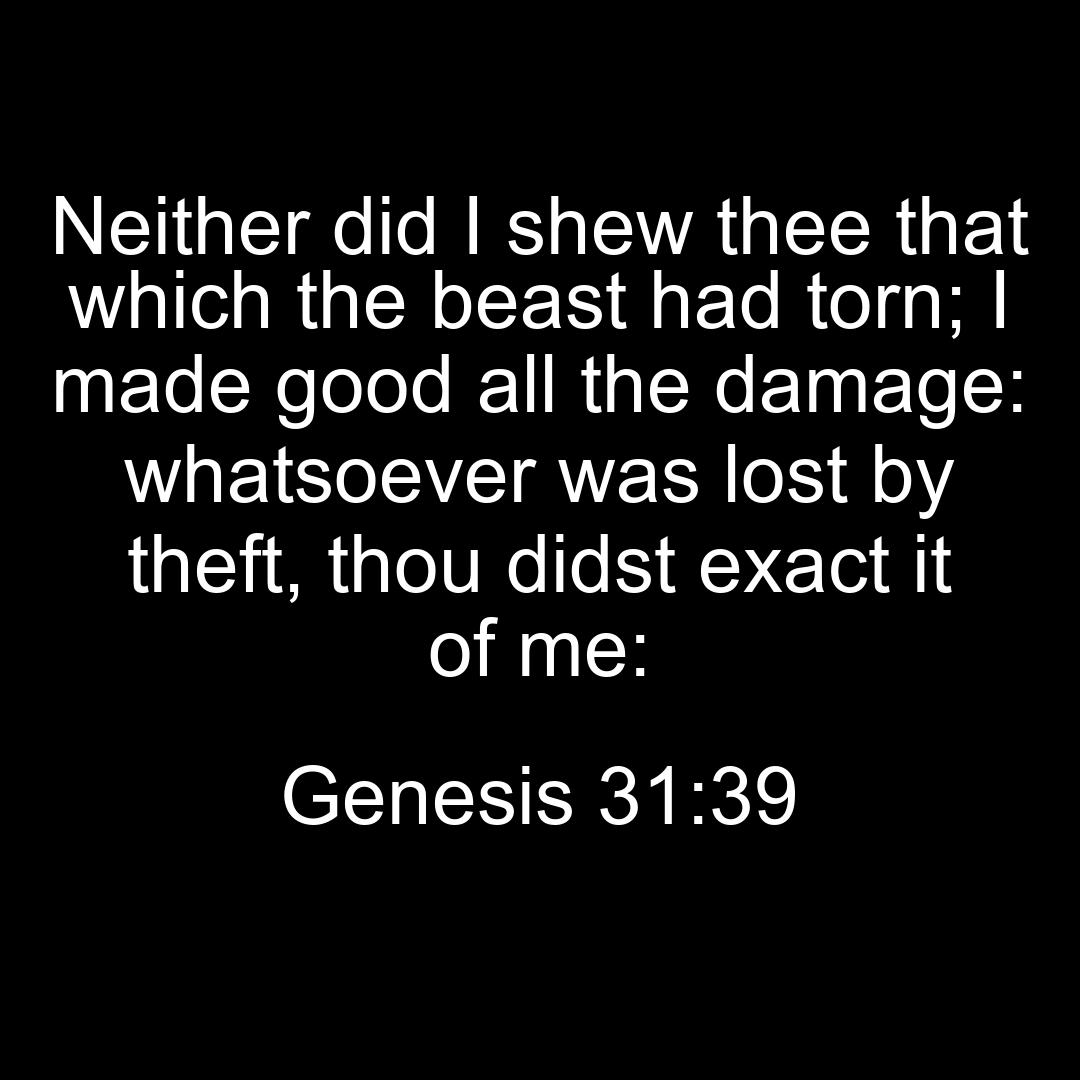 Neither did I shew thee that
which the beast had torn; I
made good all the damage:
whatsoever was lost by
theft, thou didst exact it
of me:
Genesis 31:39